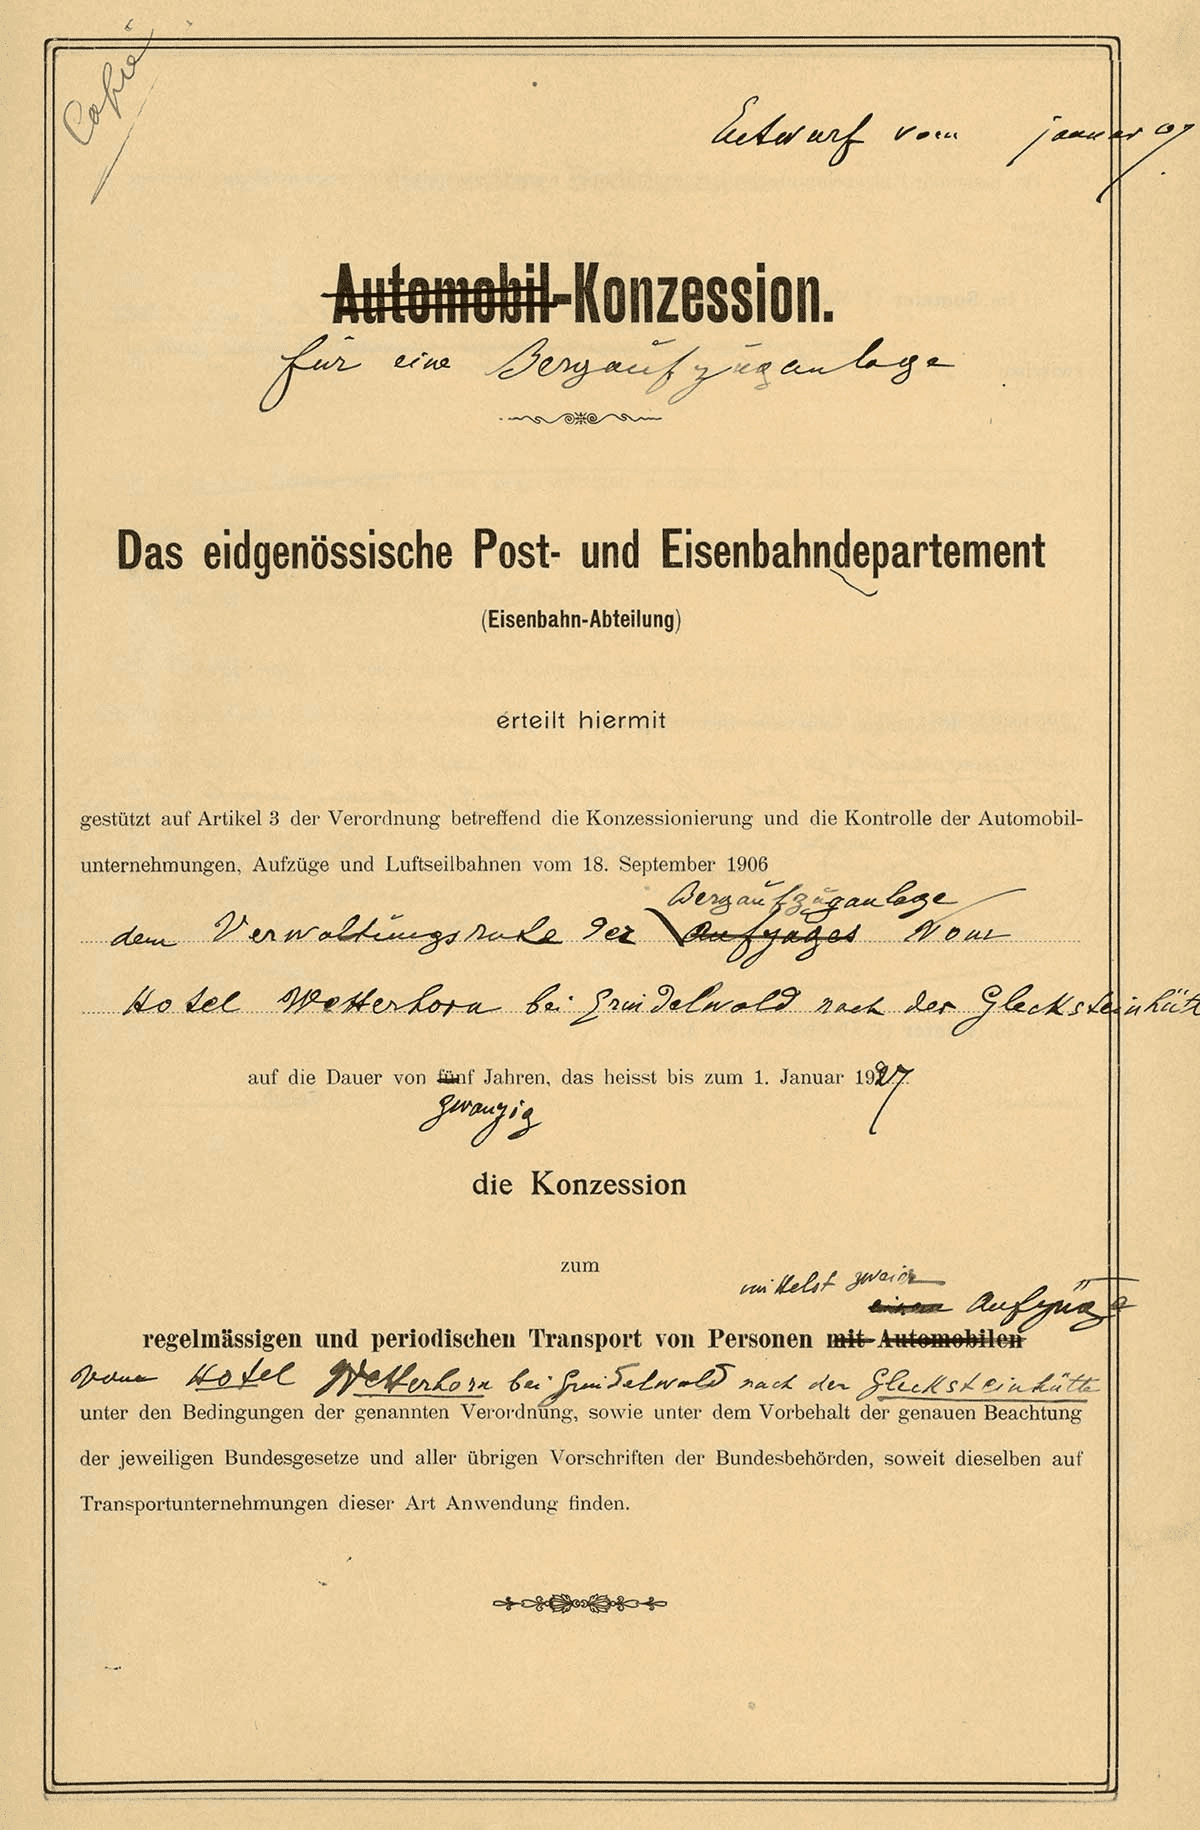 Copie
Entwurf vom Januar 07
Automobil-Konzession.
für eine Bergaufzuganlage
Das eidgenössische Post- und Eisenbahndepartement
(Eisenbahn-Abteilung)
erteilt hiermit
gestützt auf Artikel 3 der Verordnung betreffend die Konzessionierung und die Kontrolle der Automobil-
unternehmungen, Aufzüge und Luftseilbahnen vom 18. September 1906
Bergaufzuganlage
dem Verwaltungsrate der Aufzuges vom
Hotel Wetterhorn bei Grindelwald nach der Glecksteinhütte
auf die Dauer von fünf Jahren, das heisst bis zum 1. Januar 1927.
zwanzig
die Konzession
zum
mittelst zweier
einen Aufzüge
regelmässigen und periodischen Transport von Personen mit Automobilen
vom Hotel Wetterhorn bei Grindelwald nach der Glecksteinhütte
unter den Bedingungen der genannten Verordnung, sowie unter dem Vorbehalt der genauen Beachtung
der jeweiligen Bundesgesetze und aller übrigen Vorschriften der Bundesbehörden, soweit dieselben auf
Transportunternehmungen dieser Art Anwendung finden.